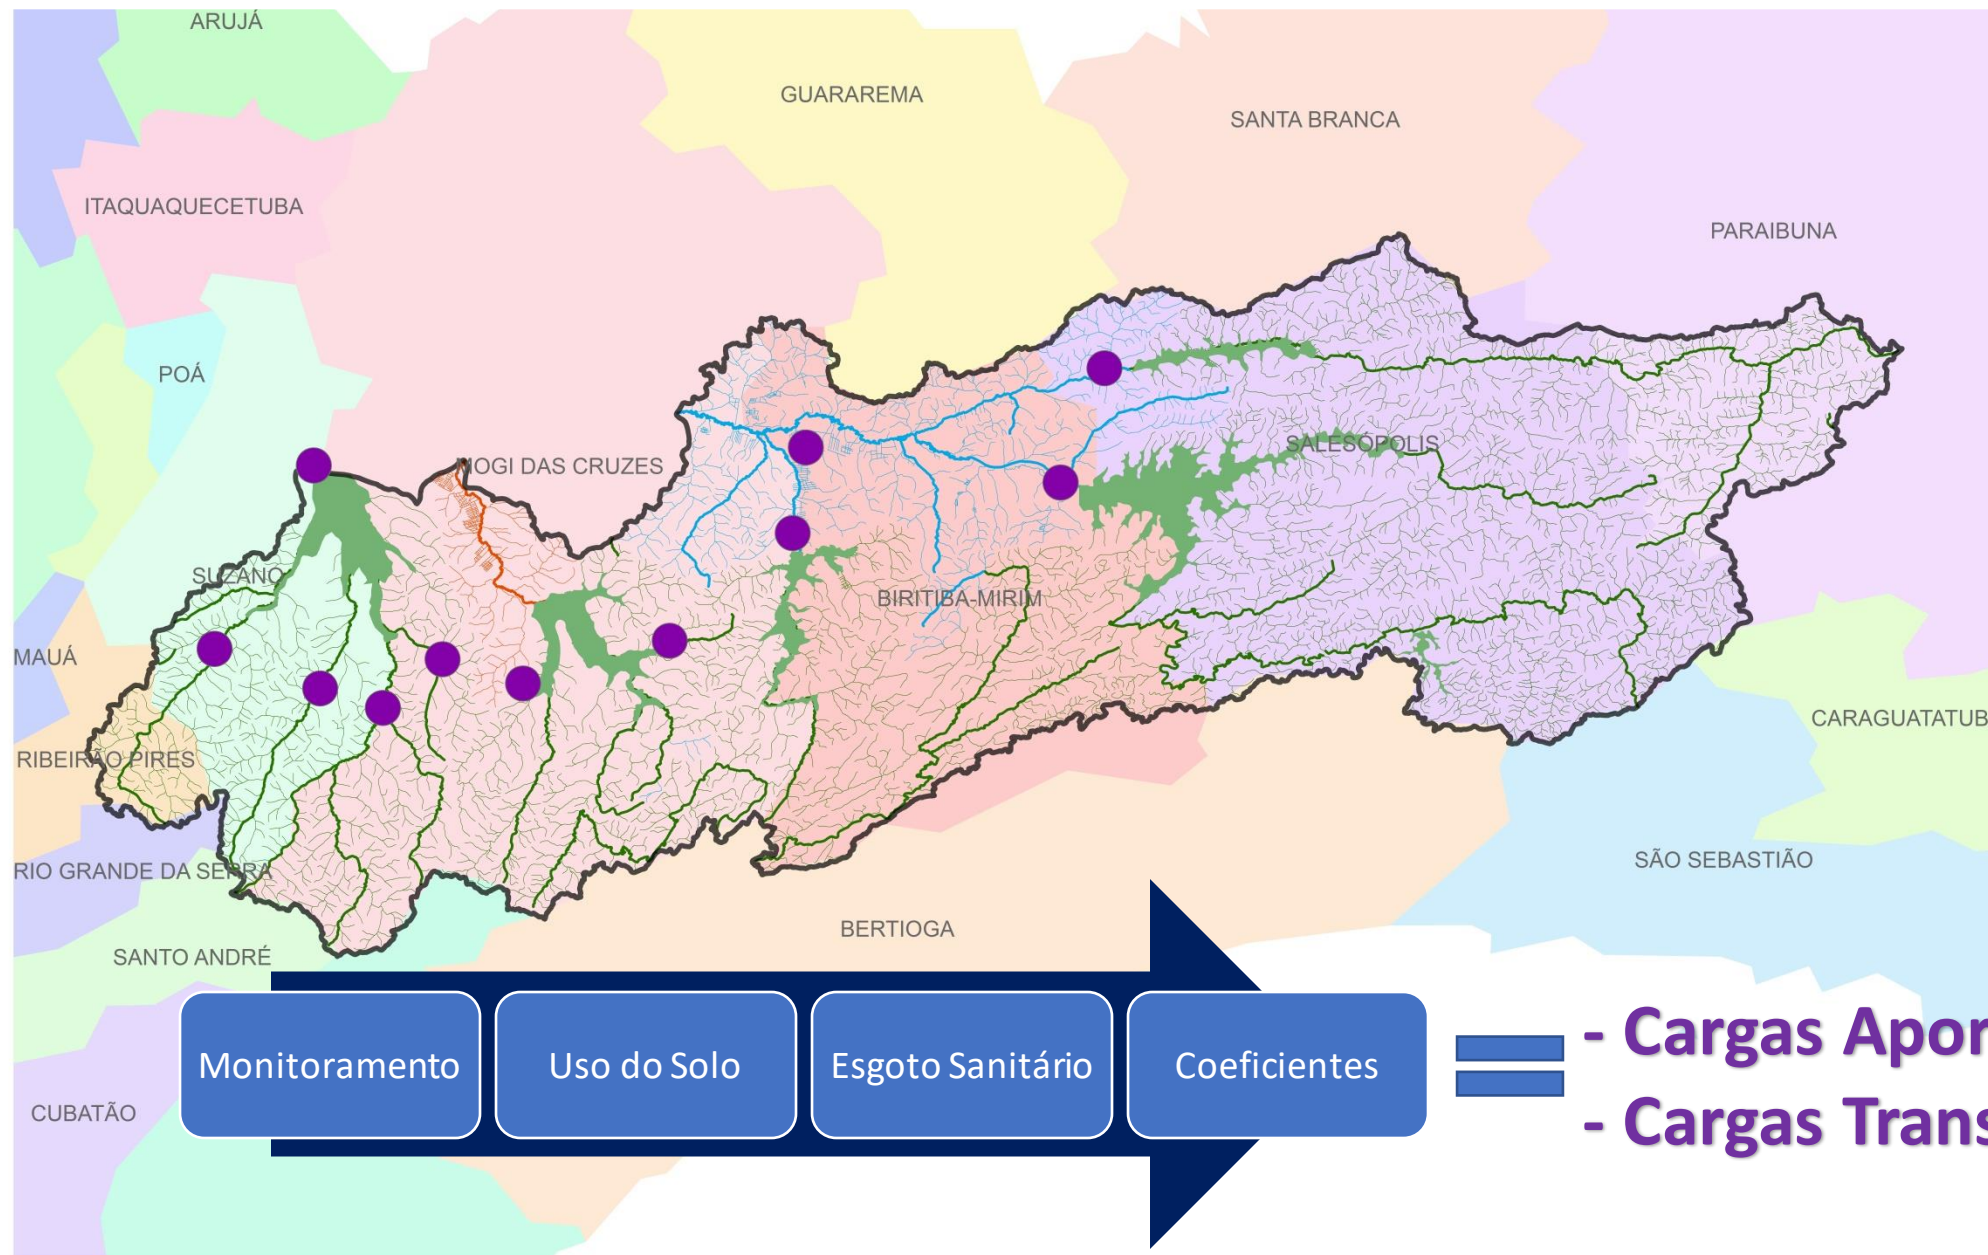 ARUJÁ
GUARAREMA
SANTA BRANCA
ITAQUAQUECETUBA
PARAIBUNA
POÁ
SALESÓPOLIS
MOGI DAS CRUZES
SUZANO
BIRITIBA-MIRIM
MAUÁ
CARAGUATATUB
RIBEIRÃO PIRES
SÃO SEBASTIÃO
RIO GRANDE DA SERRA
BERTIOGA
SANTO ANDRÉ
CUBATÃO
Monitoramento
Uso do Solo
Esgoto Sanitário
Coeficientes
- Cargas Apor
- Cargas Trans